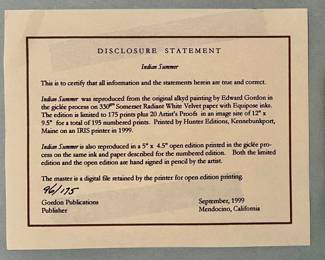 DISCLOSURE STATEMENT
Indian Summer
This is to certify that all information and the statements herein are true and correct.
Indian Summer was reproduced from the original alkyd painting by Edward Gordon in
the giclée process on 330gsm Somerset Radiant White Velvet paper with Equipose inks.
The edition is limited to 175 prints plus 20 Artist's Proofs in an image size of 12" x
9.5" for a total of 195 numbered prints. Printed by Hunter Editions, Kennebunkport,
Maine on an IRIS printer in 1999.
Indian Summer is also reproduced in a 5" x 4.5" open edition printed in the giclée pro-
cess on the same ink and paper described for the numbered edition. Both the limited
edition and the open edition are hand signed in pencil by the artist.
The master is a digital file retained by the printer for open edition printing.
96/175
Gordon Publications
September, 1999
Publisher
Mendocino, California